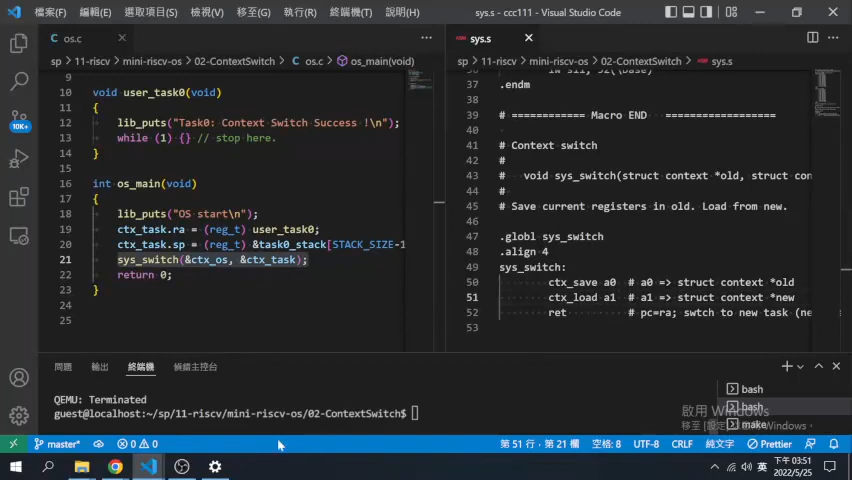 檔案(F) 編輯(E) 選取項目(S) 檢視(V) 移至(G) 執行(R) 終端機(T) 說明(H) sys.s - ccc111 - Visual Studio Code
os.c
sp > 11-riscv > mini-riscv-os > 02-ContextSwitch > C os.c > os_main(void)
9
10 void user_task0(void)
11 {
12 lib_puts("Task0: Context Switch Success !\n");
13 while (1) {} // stop here.
14 }
15
16 int os_main(void)
17 {
18 lib_puts("OS start\n");
19 ctx_task.ra = (reg_t) user_task0;
20 ctx_task.sp = (reg_t) &task0_stack[STACK_SIZE-1
21 sys_switch(&ctx_os, &ctx_task);
22 return 0;
23 }
24
25
sys.s
sp > 11-riscv > mini-riscv-os > 02-ContextSwitch > sys.s
37 .endm
38
39 # ============ Macro END ==================
40
41 # Context switch
42 #
43 # void sys_switch(struct context *old, struct con
44 #
45 # Save current registers in old. Load from new.
46
47 .globl sys_switch
48 .align 4
49 sys_switch:
50 ctx_save a0 # a0 => struct context *old
51 ctx_load a1 # a1 => struct context *new
52 ret # pc=ra; swtch to new task (ne
53
10K+
問題 輸出 終端機 偵錯主控台
QEMU: Terminated
guest@localhost:~/sp/11-riscv/mini-riscv-os/02-ContextSwitch$
bash
bash
make
啟用 Windows
master* 0 0 第 51 行，第 21 欄 空格: 8 UTF-8 CRLF 純文字 Prettier
英 下午 03:51
2022/5/25